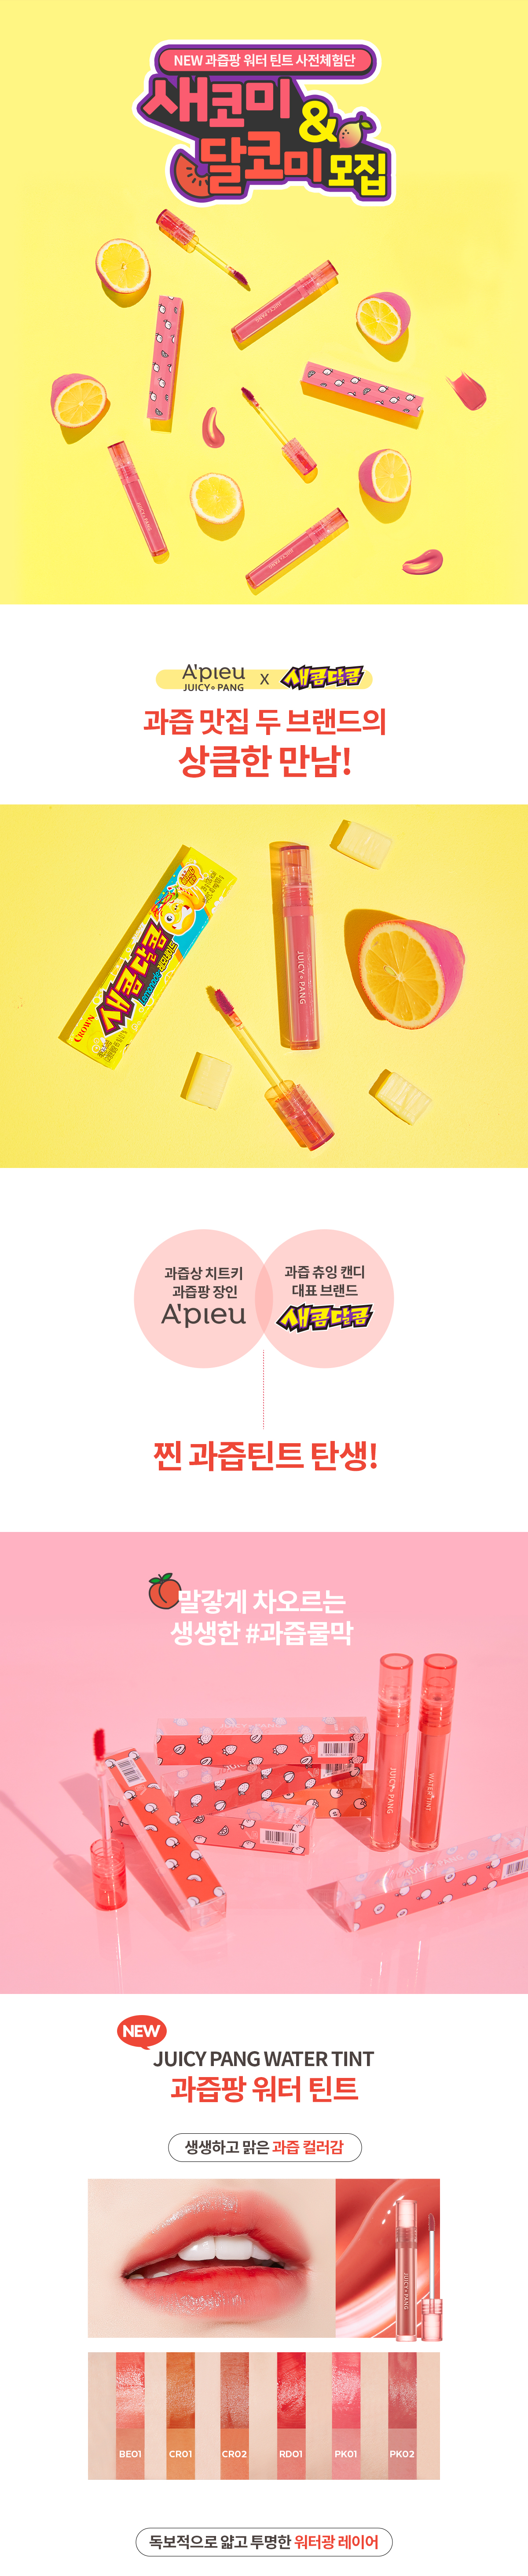 NEW 과즙팡 워터 틴트 사전체험단
새코미
&
달코미 모집
JUICY PANG
JUICY PANG
A'pieu
JUICY PANG
X
새콤달콤
과즙 맛집 두 브랜드의
상큼한 만남!
CROWN
새콤달콤
JUICY PANG
과즙상 치트키
과즙팡 장인
A'pieu
과즙 츄잉 캔디
대표 브랜드
새콤달콤
찐 과즙틴트 탄생!
말갛게 차오르는
생생한 #과즙물막
JUICY PANG
WATER TINT
NEW
JUICY PANG WATER TINT
과즙팡 워터 틴트
생생하고 맑은 과즙 컬러감
JUICY PANG
BE01
CR01
CR02
RD01
PK01
PK02
독보적으로 얇고 투명한 워터광 레이어